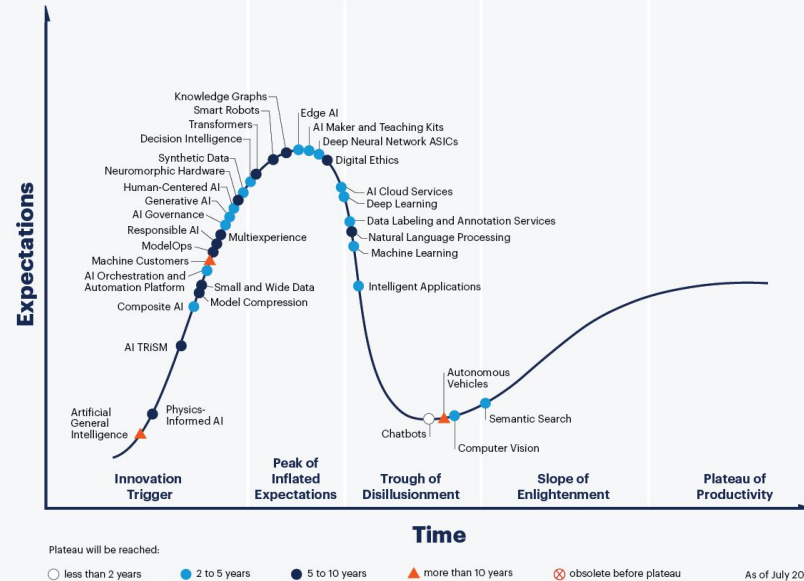 Expectations
Knowledge Graphs
Smart Robots
Transformers
Decision Intelligence
Synthetic Data
Neuromorphic Hardware
Human-Centered AI
Generative AI
AI Governance
Responsible AI
ModelOps
Machine Customers
AI Orchestration and
Automation Platform
Composite AI
AI TRiSM
Artificial
General
Intelligence
Physics-
Informed AI
Multiexperience
Small and Wide Data
Model Compression
Edge AI
AI Maker and Teaching Kits
Deep Neural Network ASICs
Digital Ethics
AI Cloud Services
Deep Learning
Data Labeling and Annotation Services
Natural Language Processing
Machine Learning
Intelligent Applications
Autonomous
Vehicles
Chatbots
Semantic Search
Computer Vision
Innovation
Trigger
Peak of
Inflated
Expectations
Trough of
Disillusionment
Slope of
Enlightenment
Plateau of
Productivity
Time
Plateau will be reached:
less than 2 years
2 to 5 years
5 to 10 years
more than 10 years
obsolete before plateau
As of July 20